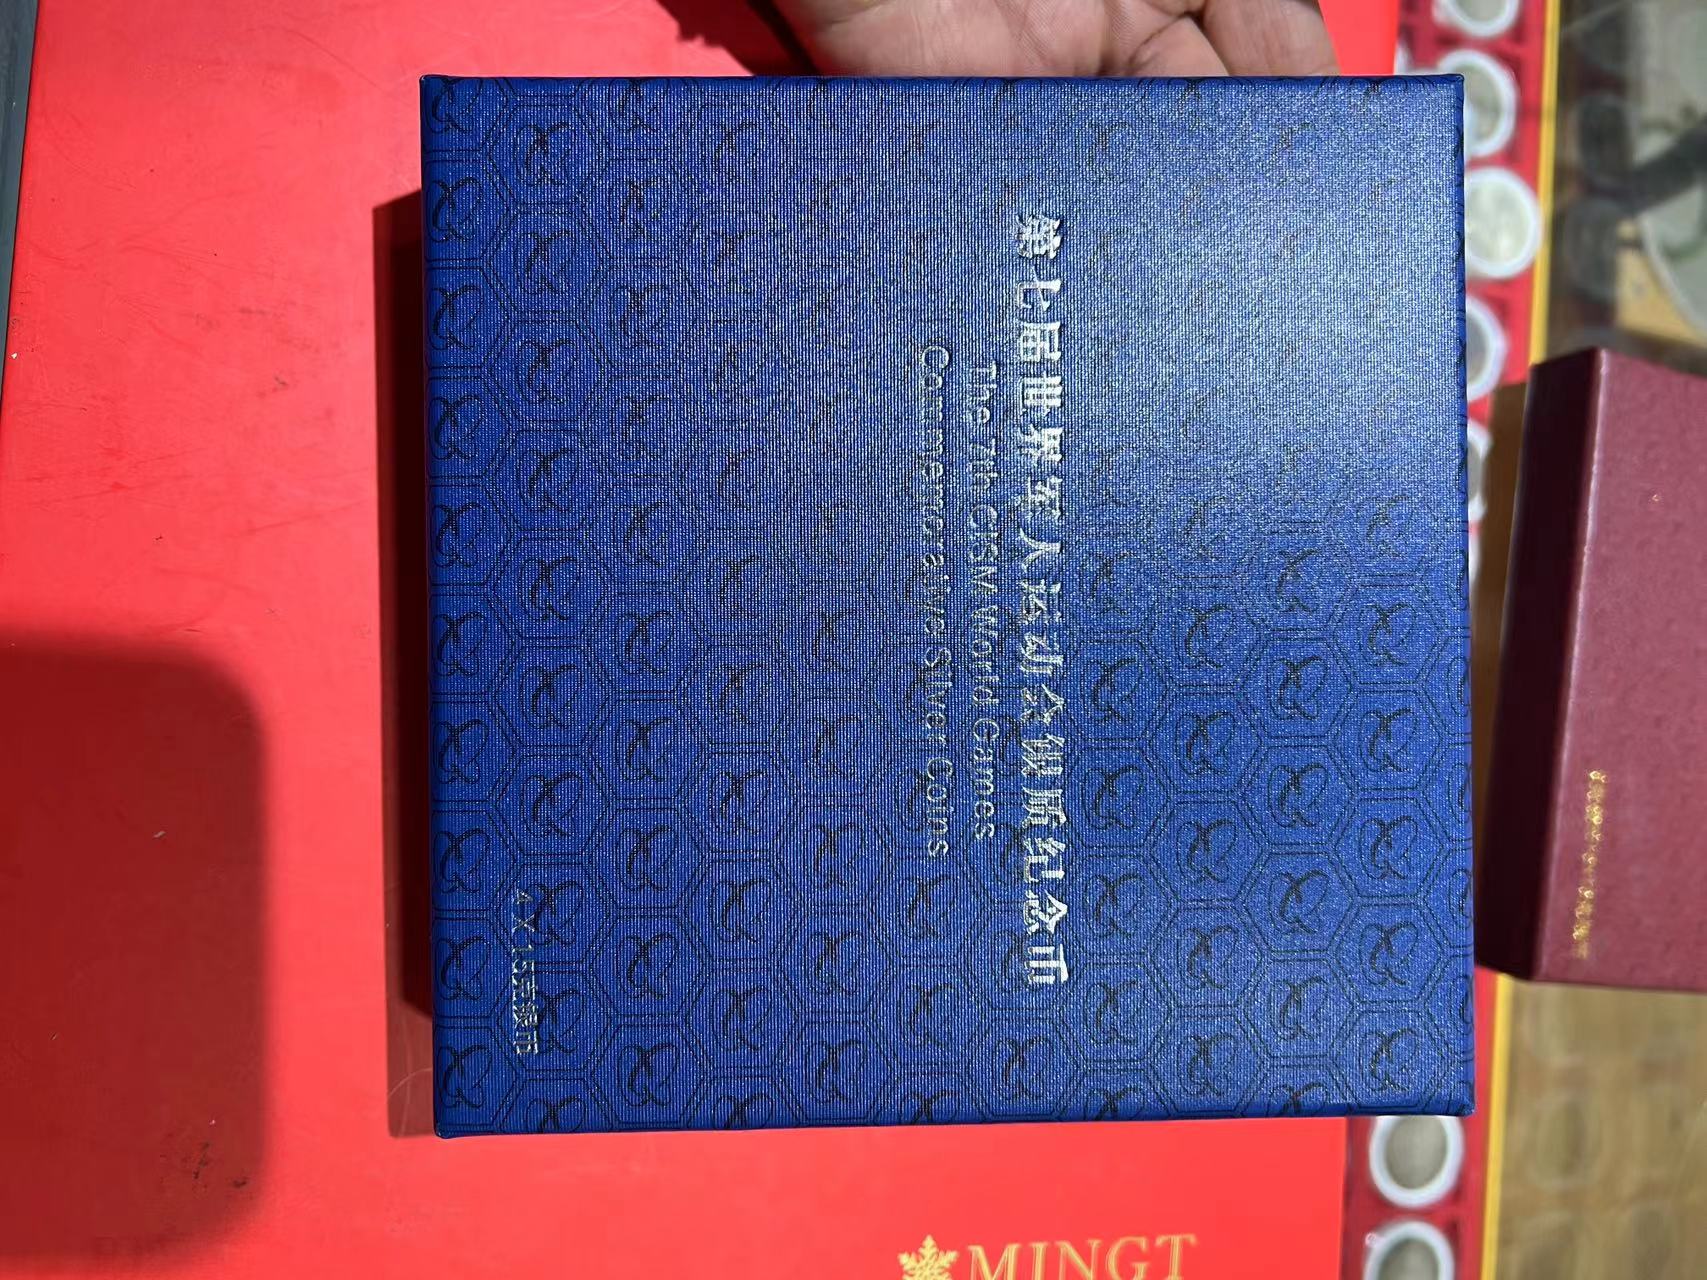 第七届世界军人运动会银质纪念币
The 7th CISM World Games
Commemorative Silver Coins
4 X 15克银币
MINGT